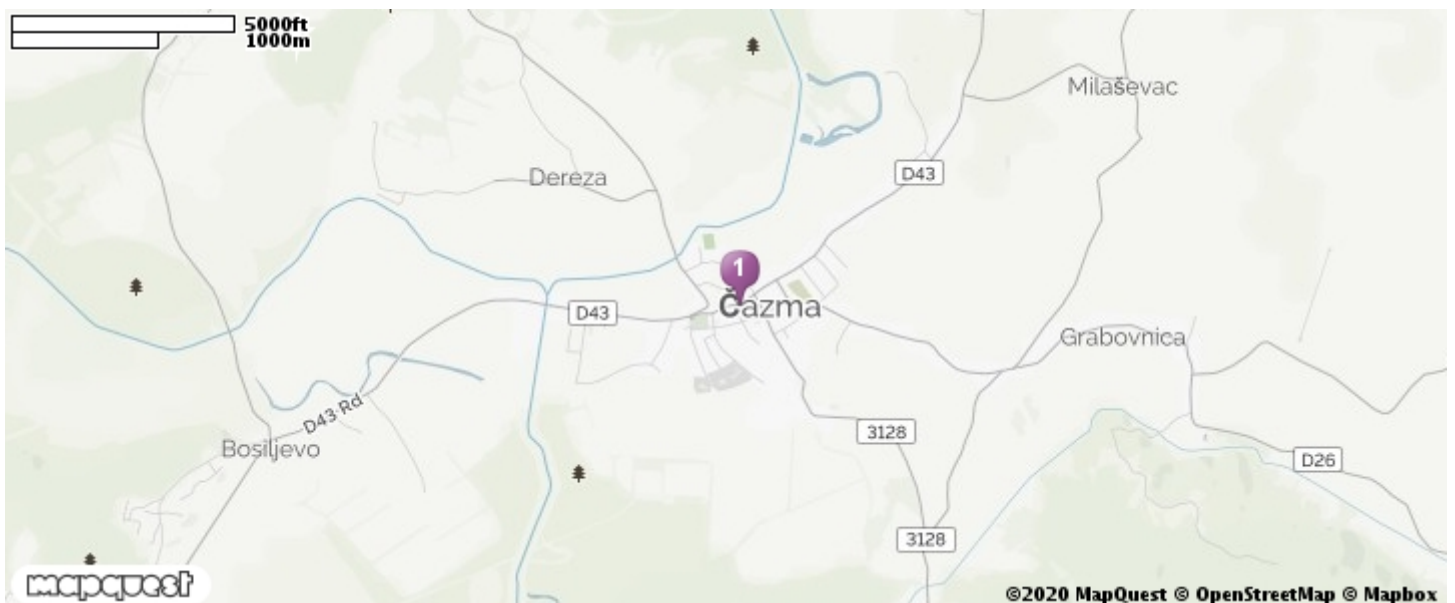 5000ft
1000m
Milaševac
D43
Dereza
1
Čazma
D43
Grabovnica
D43 Rd
3128
Bosiljevo
D26
3128
mapquest
©2020 MapQuest © OpenStreetMap © Mapbox